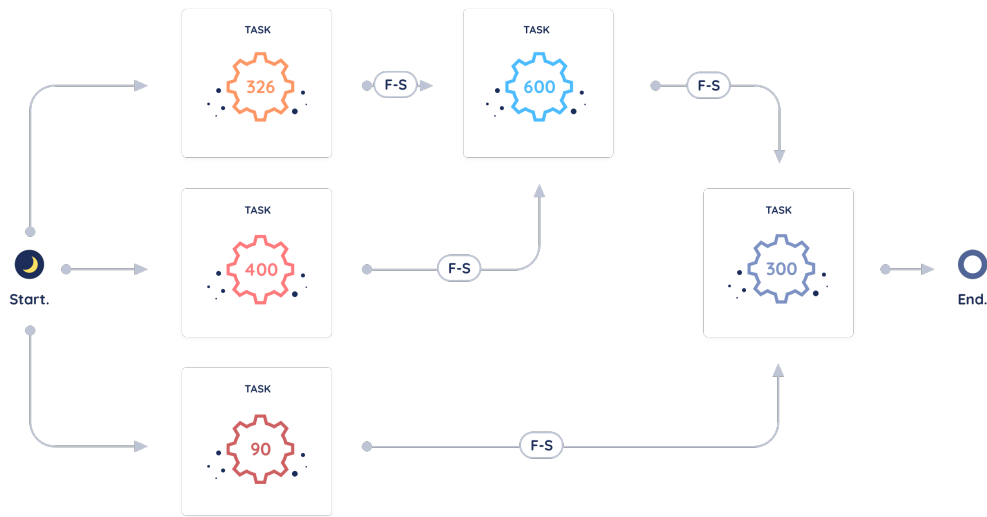 TASK
326
F-S
TASK
600
F-S
Start.
TASK
400
F-S
TASK
300
End.
TASK
90
F-S